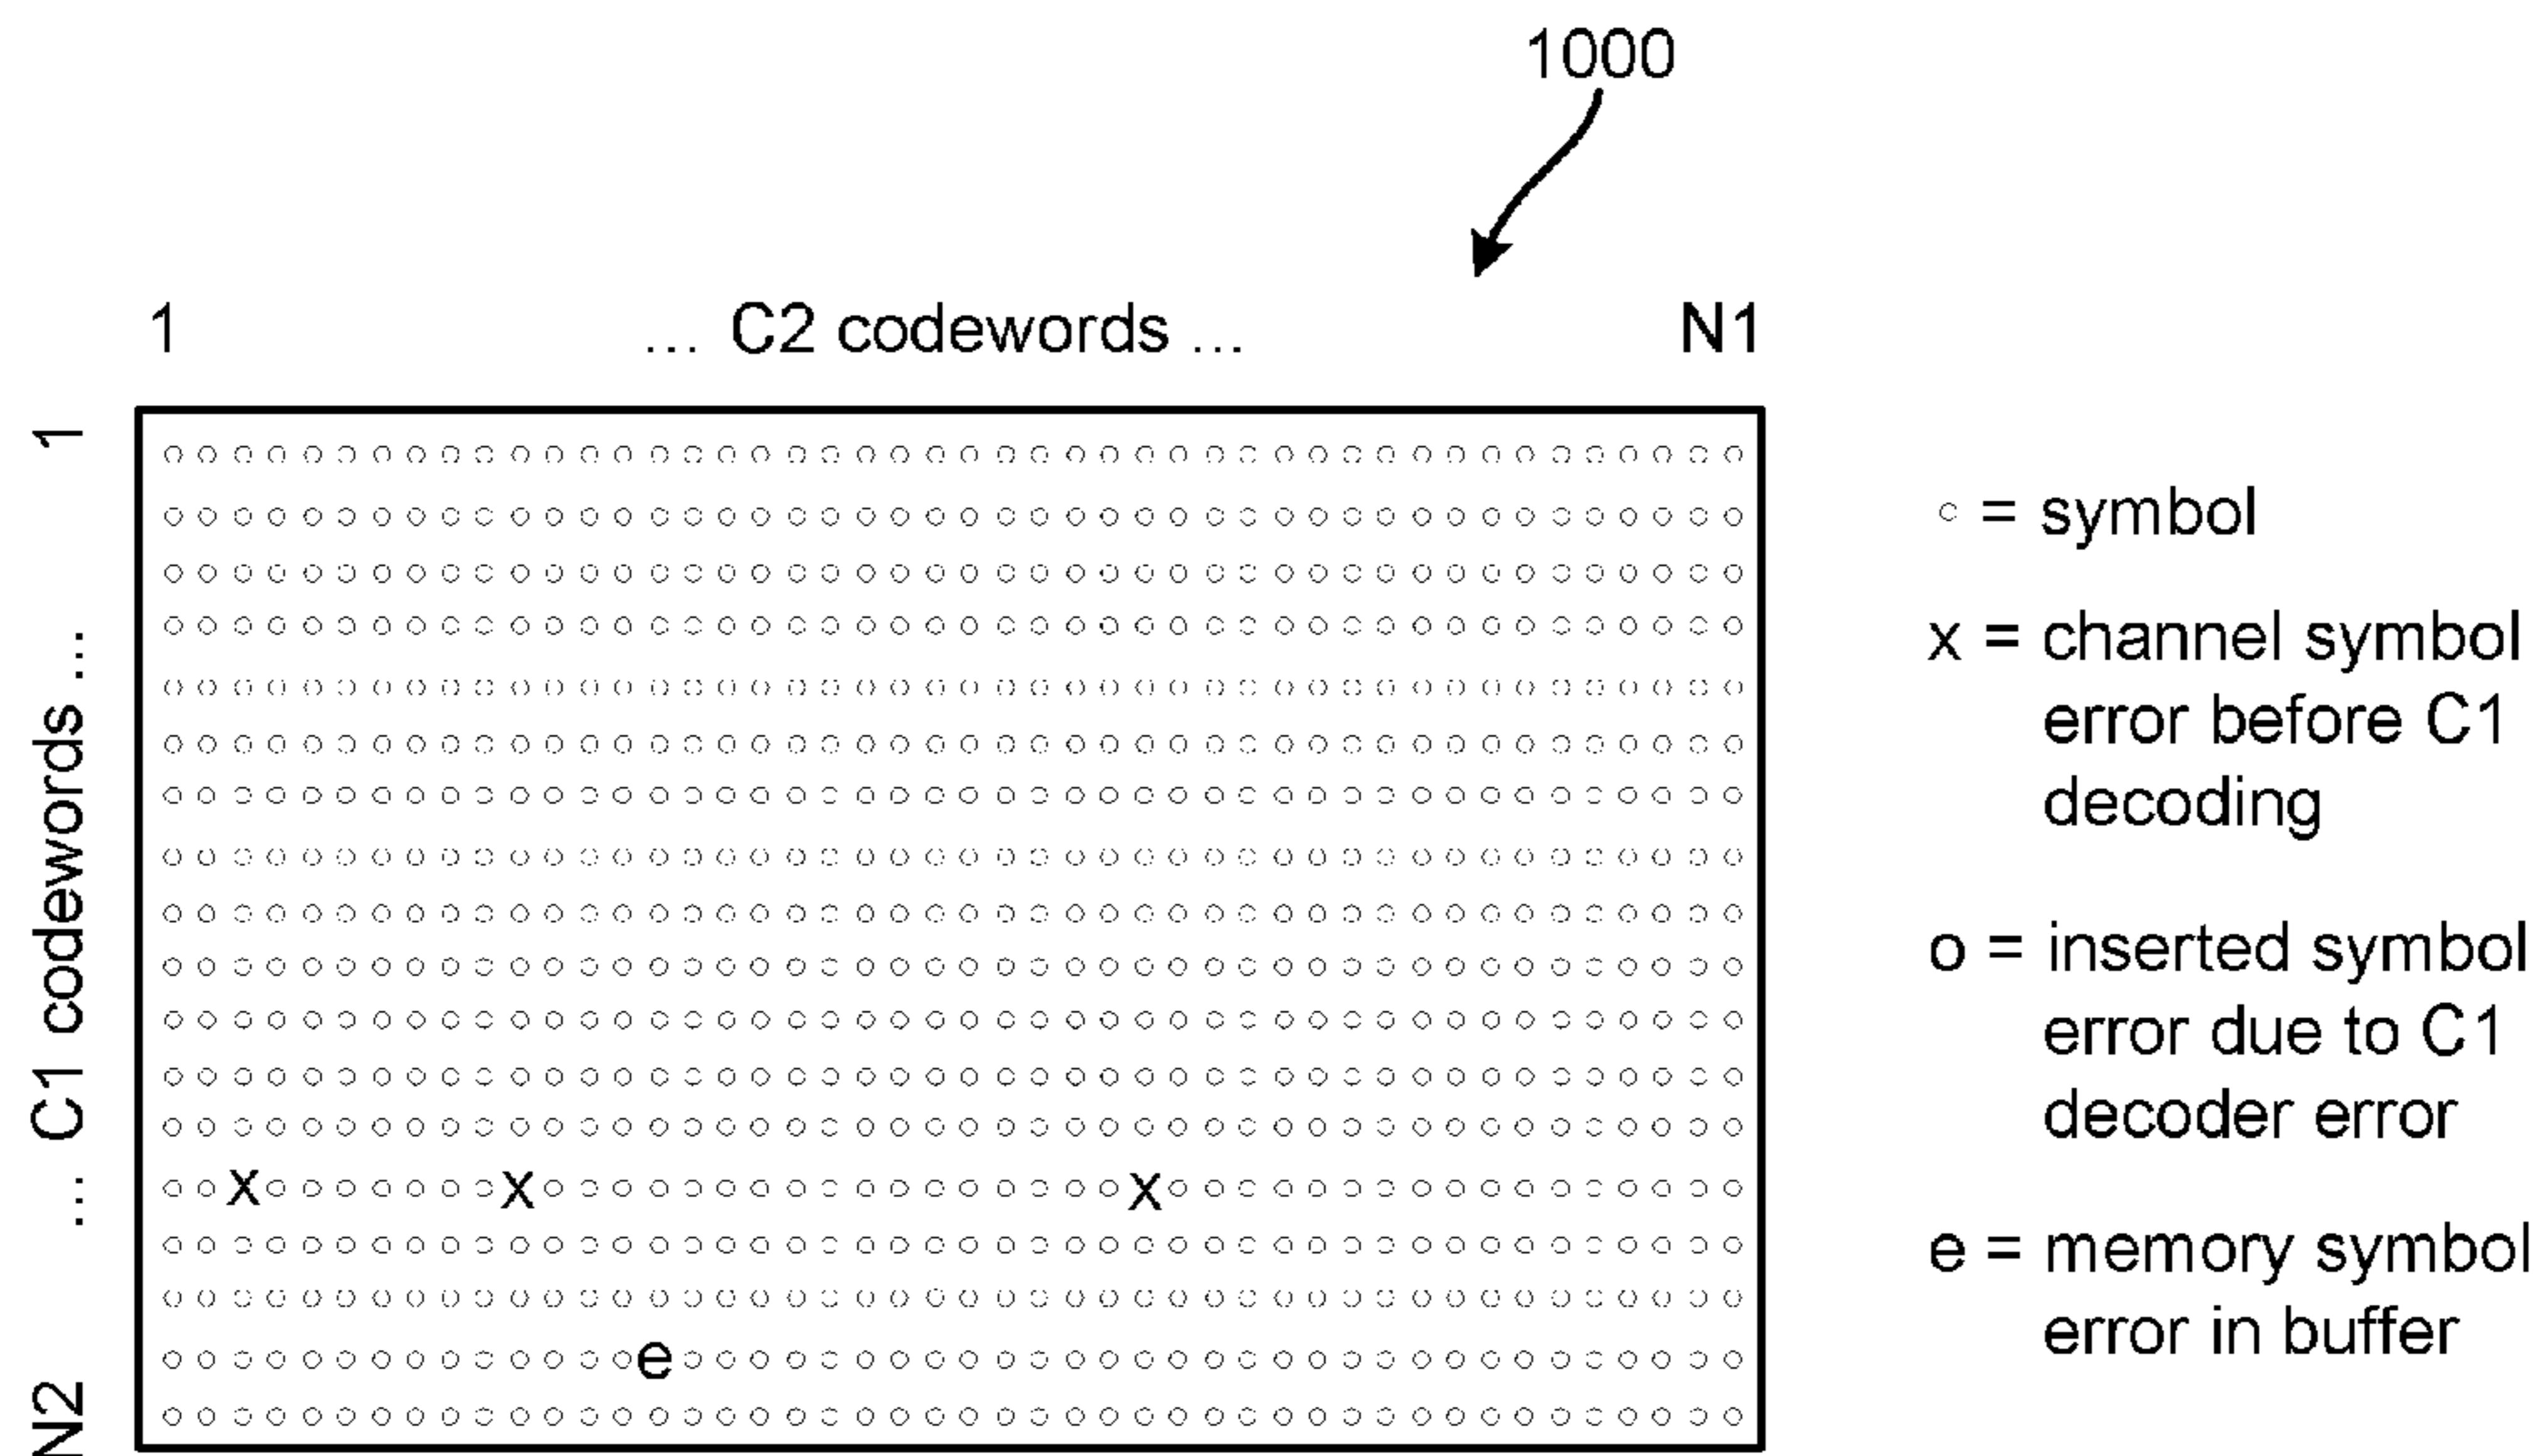 1000
1 ... C2 codewords ... N1
1 ... C1 codewords ... N2
x x x
e
○ = symbol
x = channel symbol
error before C1
decoding
o = inserted symbol
error due to C1
decoder error
e = memory symbol
error in buffer